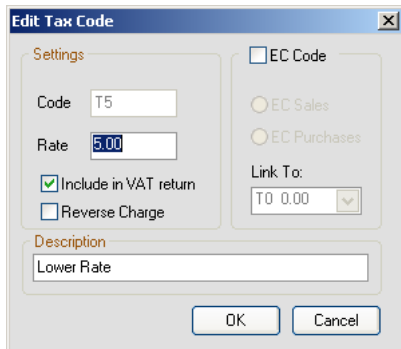 Edit Tax Code
Settings
Code T5
Rate 5.00
Include in VAT return
Reverse Charge
EC Code
EC Sales
EC Purchases
Link To:
T0 0.00
Description
Lower Rate
OK Cancel